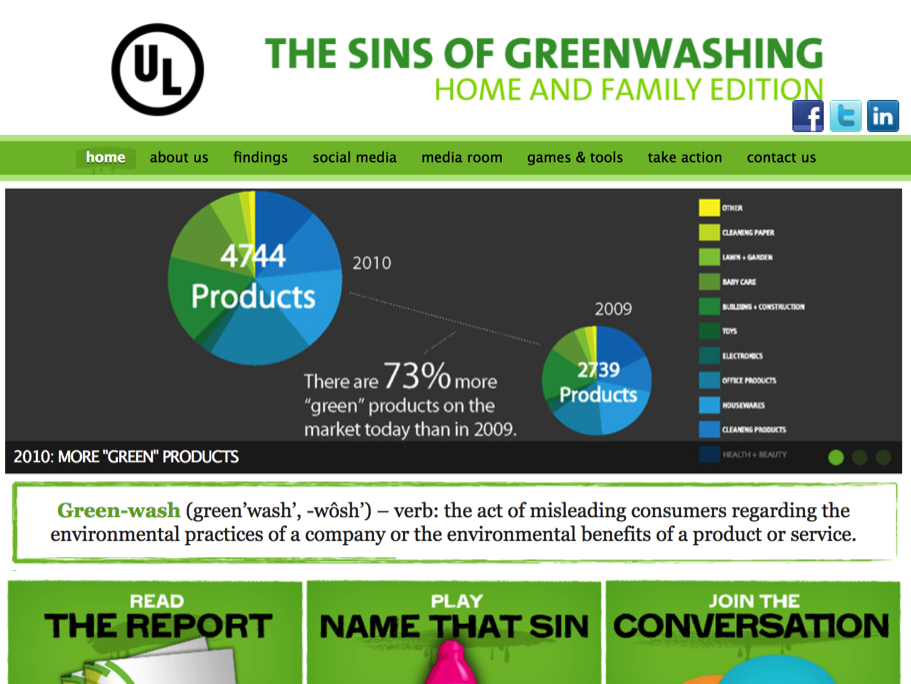 UL
THE SINS OF GREENWASHING
HOME AND FAMILY EDITION
f t in
home about us findings social media media room games & tools take action contact us
4744
Products
2010
2009
2739
Products
There are 73% more
“green” products on the
market today than in 2009.
OTHER
CLEANING PAPER
LAWN + GARDEN
BABY CARE
BUILDING + CONSTRUCTION
TOYS
ELECTRONICS
OFFICE PRODUCTS
HOUSEWARES
CLEANING PRODUCTS
HEALTH + BEAUTY
2010: MORE "GREEN" PRODUCTS
Green-wash (green’wash’, -wôsh’) – verb: the act of misleading consumers regarding the
environmental practices of a company or the environmental benefits of a product or service.
READ
THE REPORT
PLAY
NAME THAT SIN
JOIN THE
CONVERSATION